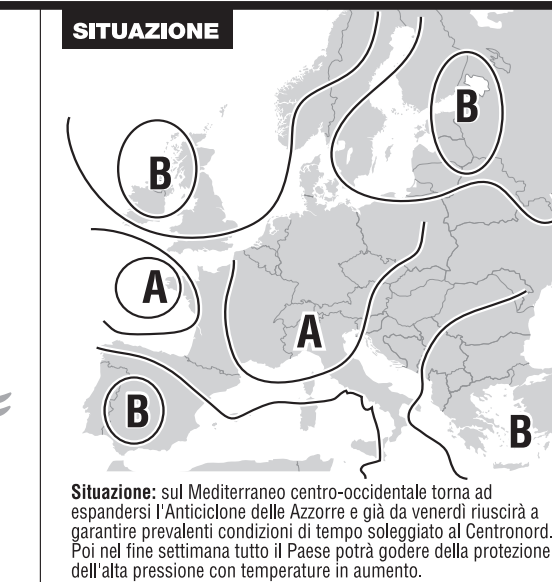 SITUAZIONE
B
B
A
A
B
B
Situazione: sul Mediterraneo centro-occidentale torna ad
espandersi l'Anticiclone delle Azzorre e già da venerdì riuscirà a
garantire prevalenti condizioni di tempo soleggiato al Centronord.
Poi nel fine settimana tutto il Paese potrà godere della protezione
dell'alta pressione con temperature in aumento.